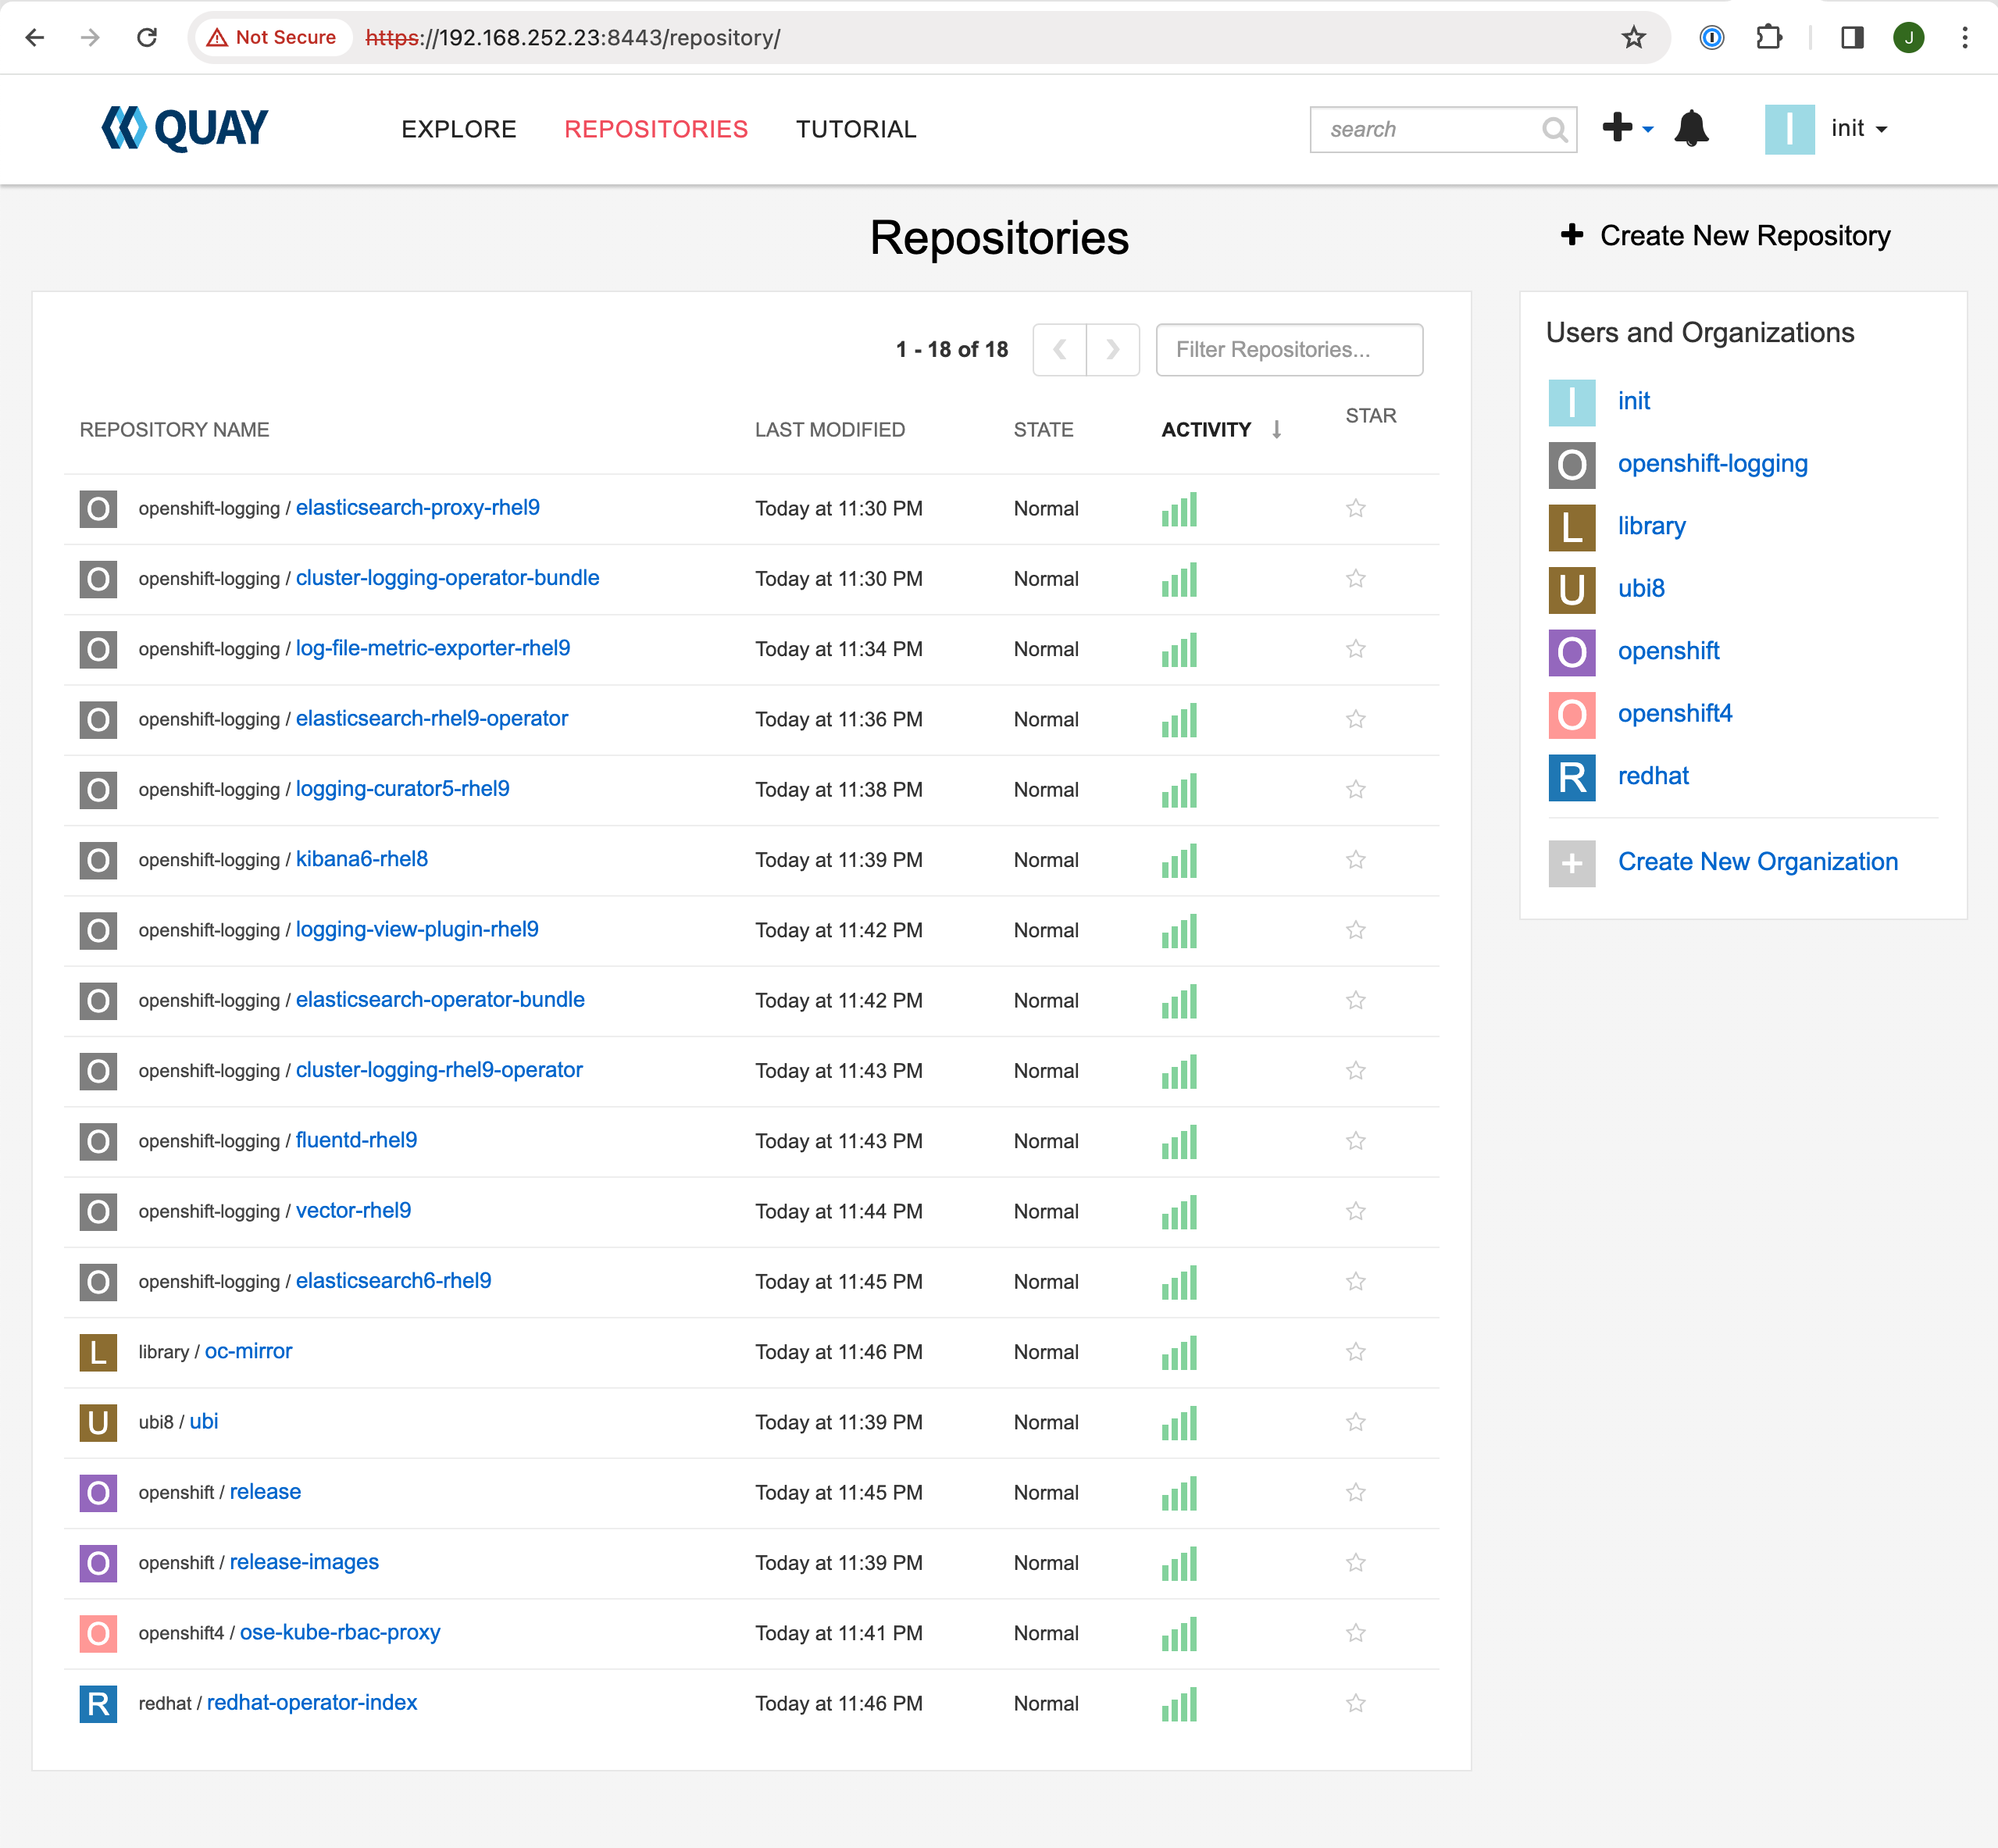 Not Secure https://192.168.252.23:8443/repository/ J
QUAY EXPLORE REPOSITORIES TUTORIAL search I init
Repositories
Create New Repository
1 - 18 of 18 Filter Repositories...
REPOSITORY NAME LAST MODIFIED STATE ACTIVITY STAR
O openshift-logging / elasticsearch-proxy-rhel9 Today at 11:30 PM Normal
O openshift-logging / cluster-logging-operator-bundle Today at 11:30 PM Normal
O openshift-logging / log-file-metric-exporter-rhel9 Today at 11:34 PM Normal
O openshift-logging / elasticsearch-rhel9-operator Today at 11:36 PM Normal
O openshift-logging / logging-curator5-rhel9 Today at 11:38 PM Normal
O openshift-logging / kibana6-rhel8 Today at 11:39 PM Normal
O openshift-logging / logging-view-plugin-rhel9 Today at 11:42 PM Normal
O openshift-logging / elasticsearch-operator-bundle Today at 11:42 PM Normal
O openshift-logging / cluster-logging-rhel9-operator Today at 11:43 PM Normal
O openshift-logging / fluentd-rhel9 Today at 11:43 PM Normal
O openshift-logging / vector-rhel9 Today at 11:44 PM Normal
O openshift-logging / elasticsearch6-rhel9 Today at 11:45 PM Normal
L library / oc-mirror Today at 11:46 PM Normal
U ubi8 / ubi Today at 11:39 PM Normal
O openshift / release Today at 11:45 PM Normal
O openshift / release-images Today at 11:39 PM Normal
O openshift4 / ose-kube-rbac-proxy Today at 11:41 PM Normal
R redhat / redhat-operator-index Today at 11:46 PM Normal
Users and Organizations
I init
O openshift-logging
L library
U ubi8
O openshift
O openshift4
R redhat
Create New Organization